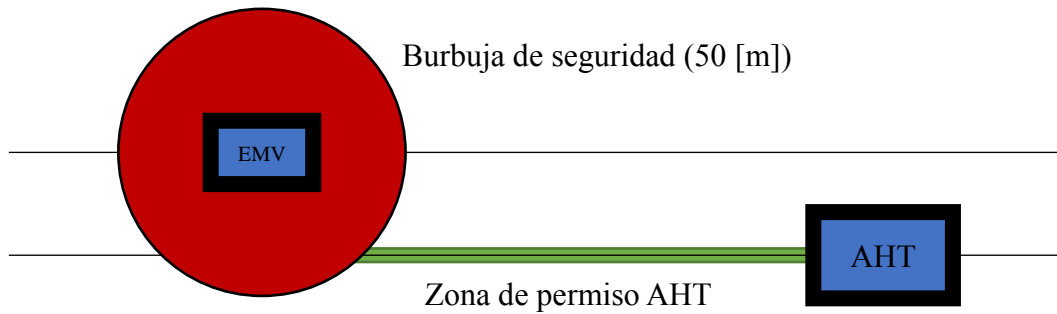 Burbuja de seguridad (50 [m])
EMV
AHT
Zona de permiso AHT